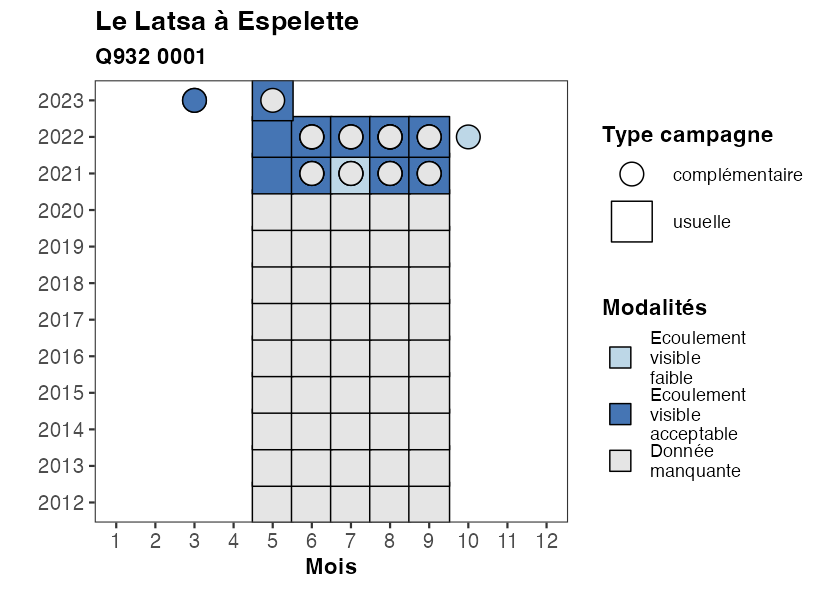 Le Latsa à Espelette
Q932 0001
2023
2022
2021
2020
2019
2018
2017
2016
2015
2014
2013
2012
1 2 3 4 5 6 7 8 9 10 11 12
Mois
Type campagne
complémentaire
usuelle
Modalités
Ecoulement
visible
faible
Ecoulement
visible
acceptable
Donnée
manquante